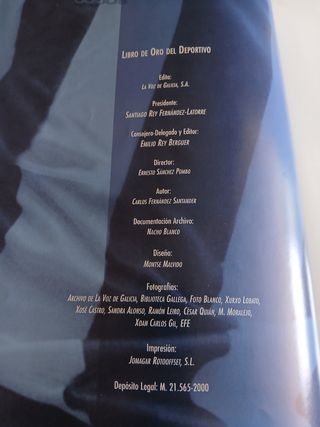 LIBRO DE ORO DEL DEPORTIVO
Edita:
LA VOZ DE GALICIA, S.A.
Presidente:
SANTIAGO REY FERNÁNDEZ-LATORRE
Consejero-Delegado y Editor:
EMILIO REY BERGUER
Director:
ERNESTO SÁNCHEZ POMBO
Autor:
CARLOS FERNÁNDEZ SANTANDER
Documentación Archivo:
NACHO BLANCO
Diseño:
MONTSE MALVIDO
Fotografías:
ARCHIVO DE LA VOZ DE GALICIA, BIBLIOTECA GALLEGA, FOTO BLANCO, XURXO LOBATO,
XOSÉ CASTRO, SANDRA ALONSO, RAMÓN LEIRO, CÉSAR QUIÁN, M. MORALEJO,
XOAN CARLOS GIL, EFE
Impresión:
JOMAGAR ROTOOFFSET, S.L.
Depósito Legal: M. 21.565-2000